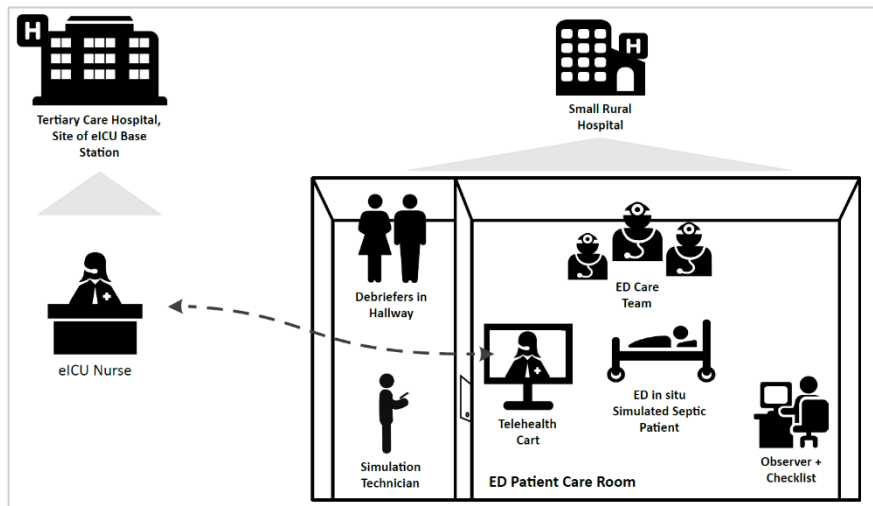 H
Tertiary Care Hospital,
Site of eICU Base
Station
eICU Nurse
H
Small Rural
Hospital
Debriefers in
Hallway
ED Care
Team
Telehealth
Cart
ED in situ
Simulated Septic
Patient
Simulation
Technician
Observer +
Checklist
ED Patient Care Room